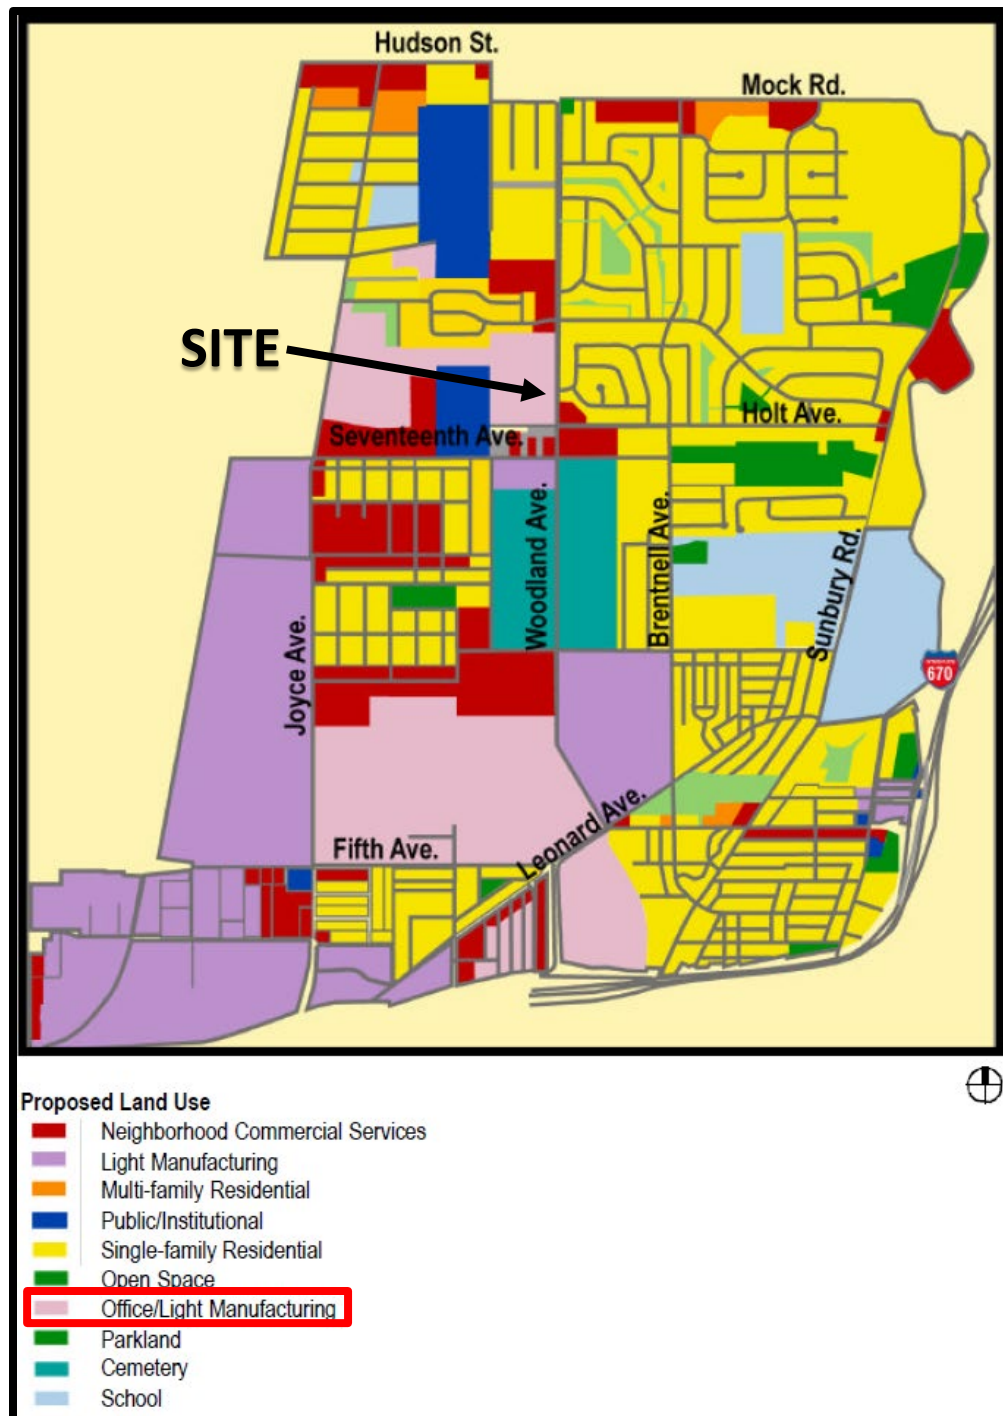 Hudson St.
Mock Rd.
SITE
Holt Ave.
Seventeenth Ave.
Woodland Ave.
Brentnell Ave.
Sunbury Rd.
Joyce Ave.
670
Leonard Ave.
Fifth Ave.
Proposed Land Use
Neighborhood Commercial Services
Light Manufacturing
Multi-family Residential
Public/Institutional
Single-family Residential
Open Space
Office/Light Manufacturing
Parkland
Cemetery
School